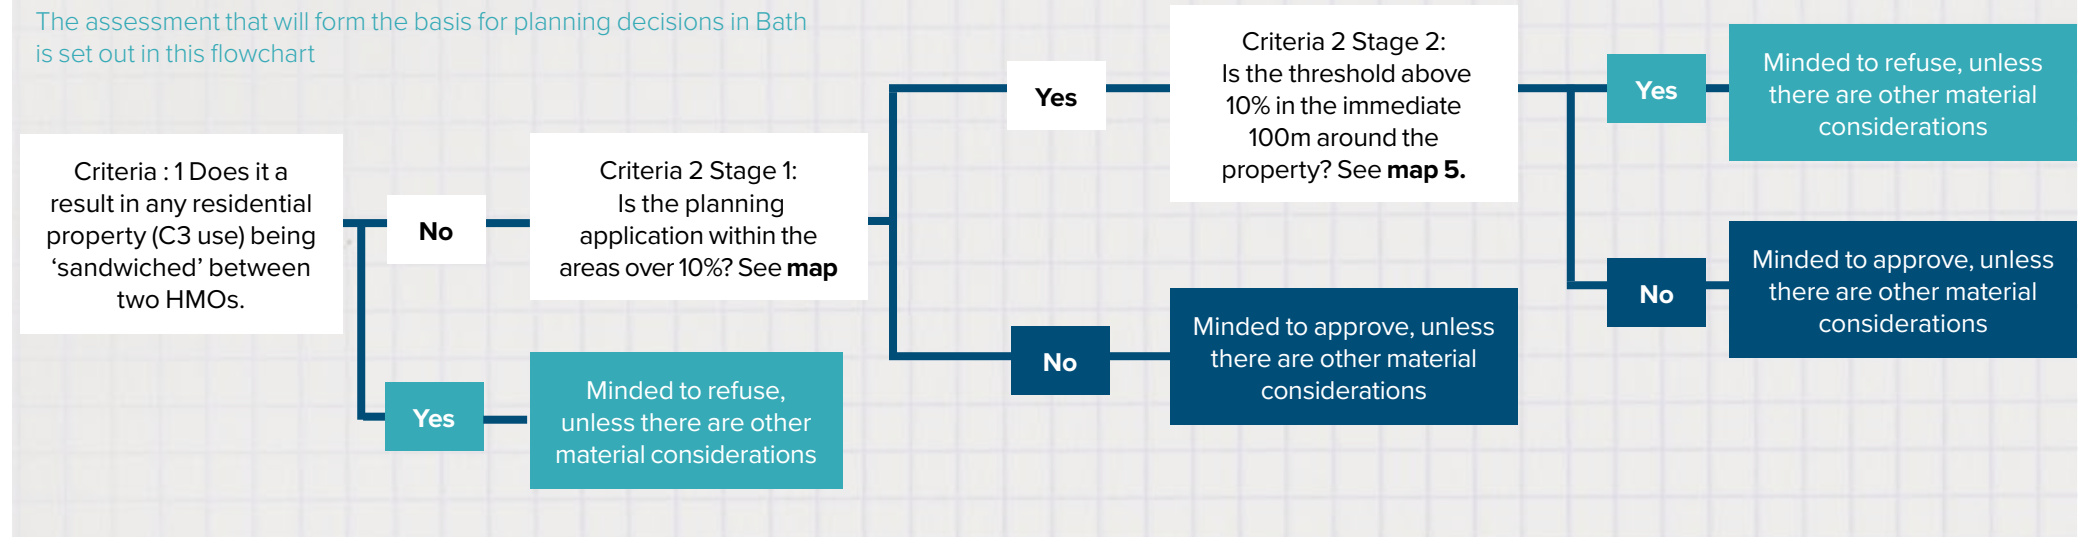 The assessment that will form the basis for planning decisions in Bath
is set out in this flowchart
Criteria : 1 Does it a
result in any residential
property (C3 use) being
‘sandwiched’ between
two HMOs.
No
Yes
Minded to refuse,
unless there are other
material considerations
Criteria 2 Stage 1:
Is the planning
application within the
areas over 10%? See map
Yes
No
Minded to approve, unless
there are other material
considerations
Criteria 2 Stage 2:
Is the threshold above
10% in the immediate
100m around the
property? See map 5.
Yes
Minded to refuse, unless
there are other material
considerations
No
Minded to approve, unless
there are other material
considerations